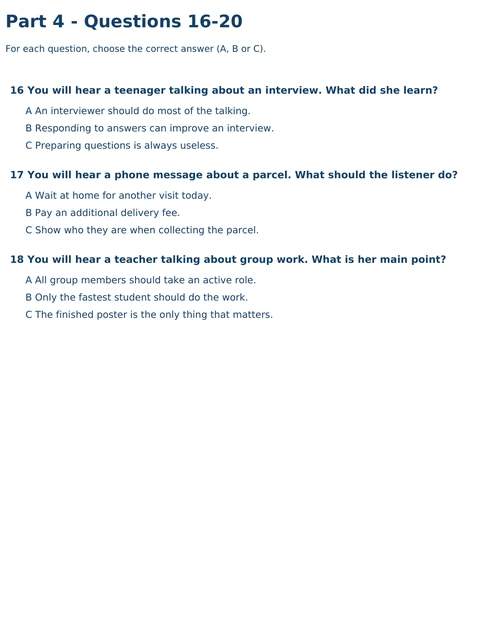 Part 4 - Questions 16-20
For each question, choose the correct answer (A, B or C).
16 You will hear a teenager talking about an interview. What did she learn?
A An interviewer should do most of the talking.
B Responding to answers can improve an interview.
C Preparing questions is always useless.
17 You will hear a phone message about a parcel. What should the listener do?
A Wait at home for another visit today.
B Pay an additional delivery fee.
C Show who they are when collecting the parcel.
18 You will hear a teacher talking about group work. What is her main point?
A All group members should take an active role.
B Only the fastest student should do the work.
C The finished poster is the only thing that matters.